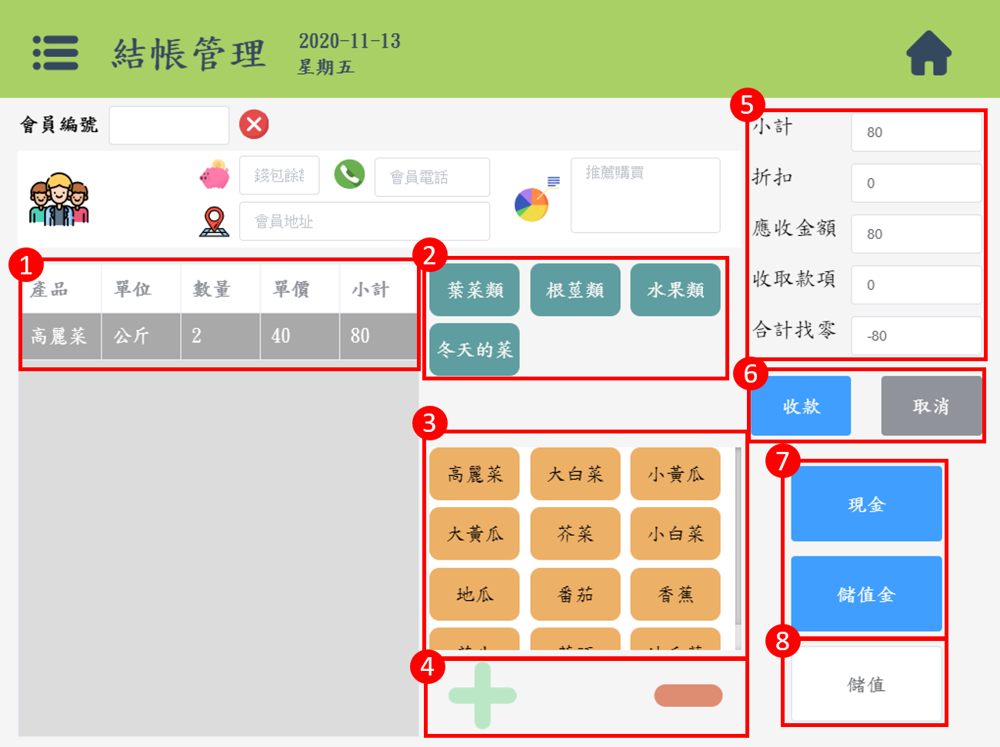 結帳管理
2020-11-13
星期五
會員編號
錢包餘
會員電話
推薦購買
會員地址
1
產品 單位 數量 單價 小計
高麗菜 公斤 2 40 80
2
葉菜類 根莖類 水果類
冬天的菜
3
高麗菜 大白菜 小黃瓜
大黃瓜 芥菜 小白菜
地瓜 番茄 香蕉
4
5
小計 80
折扣 0
應收金額 80
收取款項 0
合計找零 -80
6
收款 取消
7
現金
儲值金
8
儲值